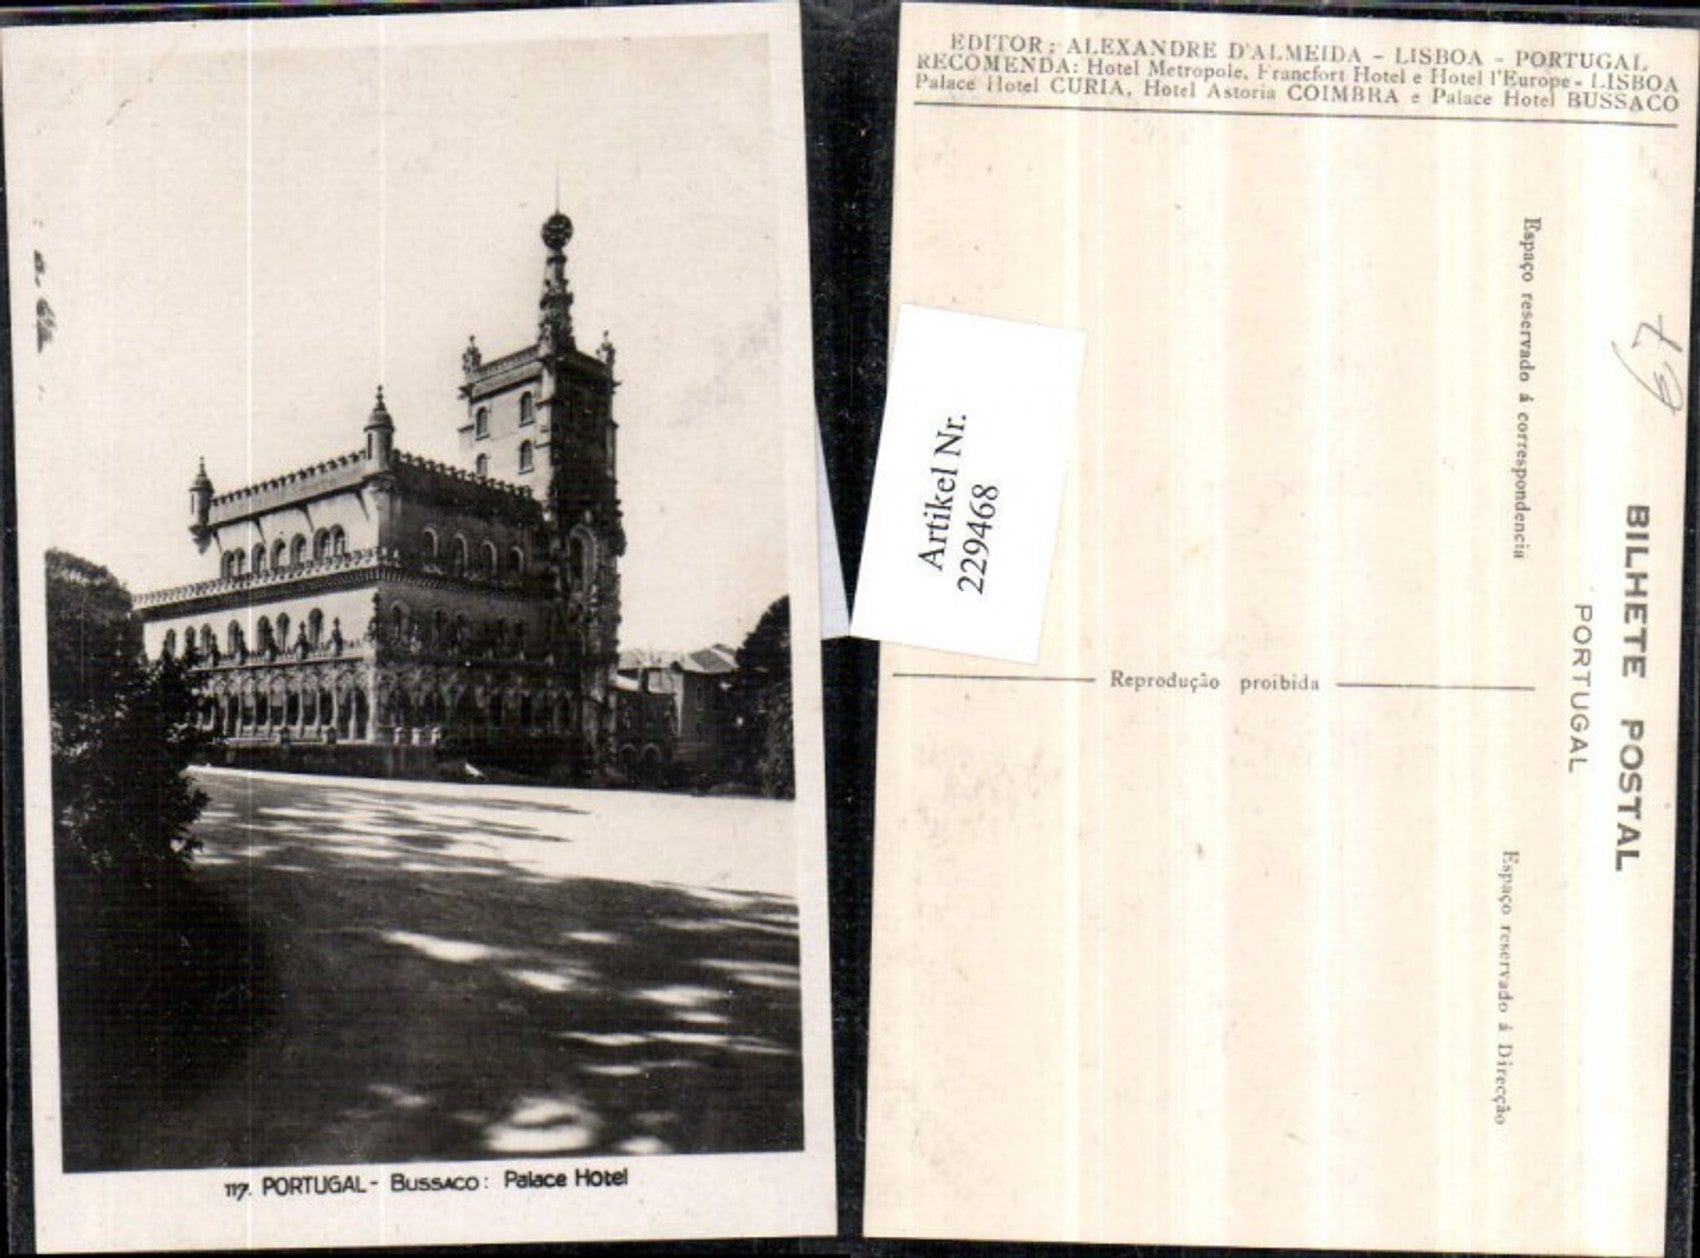 117. PORTUGAL - BUSSACO: Palace Hotel
EDITOR: ALEXANDRE D'ALMEIDA - LISBOA - PORTUGAL
RECOMENDA: Hotel Metropole, Francfort Hotel e Hotel l'Europe - LISBOA
Palace Hotel CURIA, Hotel Astoria COIMBRA e Palace Hotel BUSSACO
Artikel Nr.
229468
BILHETE POSTAL
PORTUGAL
Espaço reservado á correspondencia
Reprodução proibida
Espaço reservado á Direcção